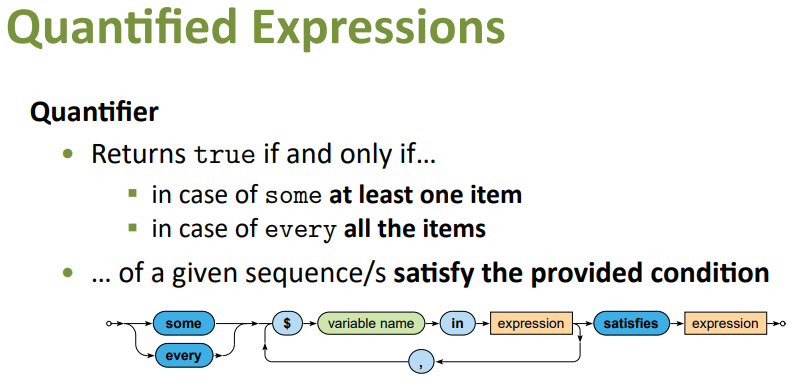 Quantified Expressions
Quantifier
• Returns true if and only if…
▪ in case of some at least one item
▪ in case of every all the items
• … of a given sequence/s satisfy the provided condition
some $ variable name in expression satisfies expression
every
,